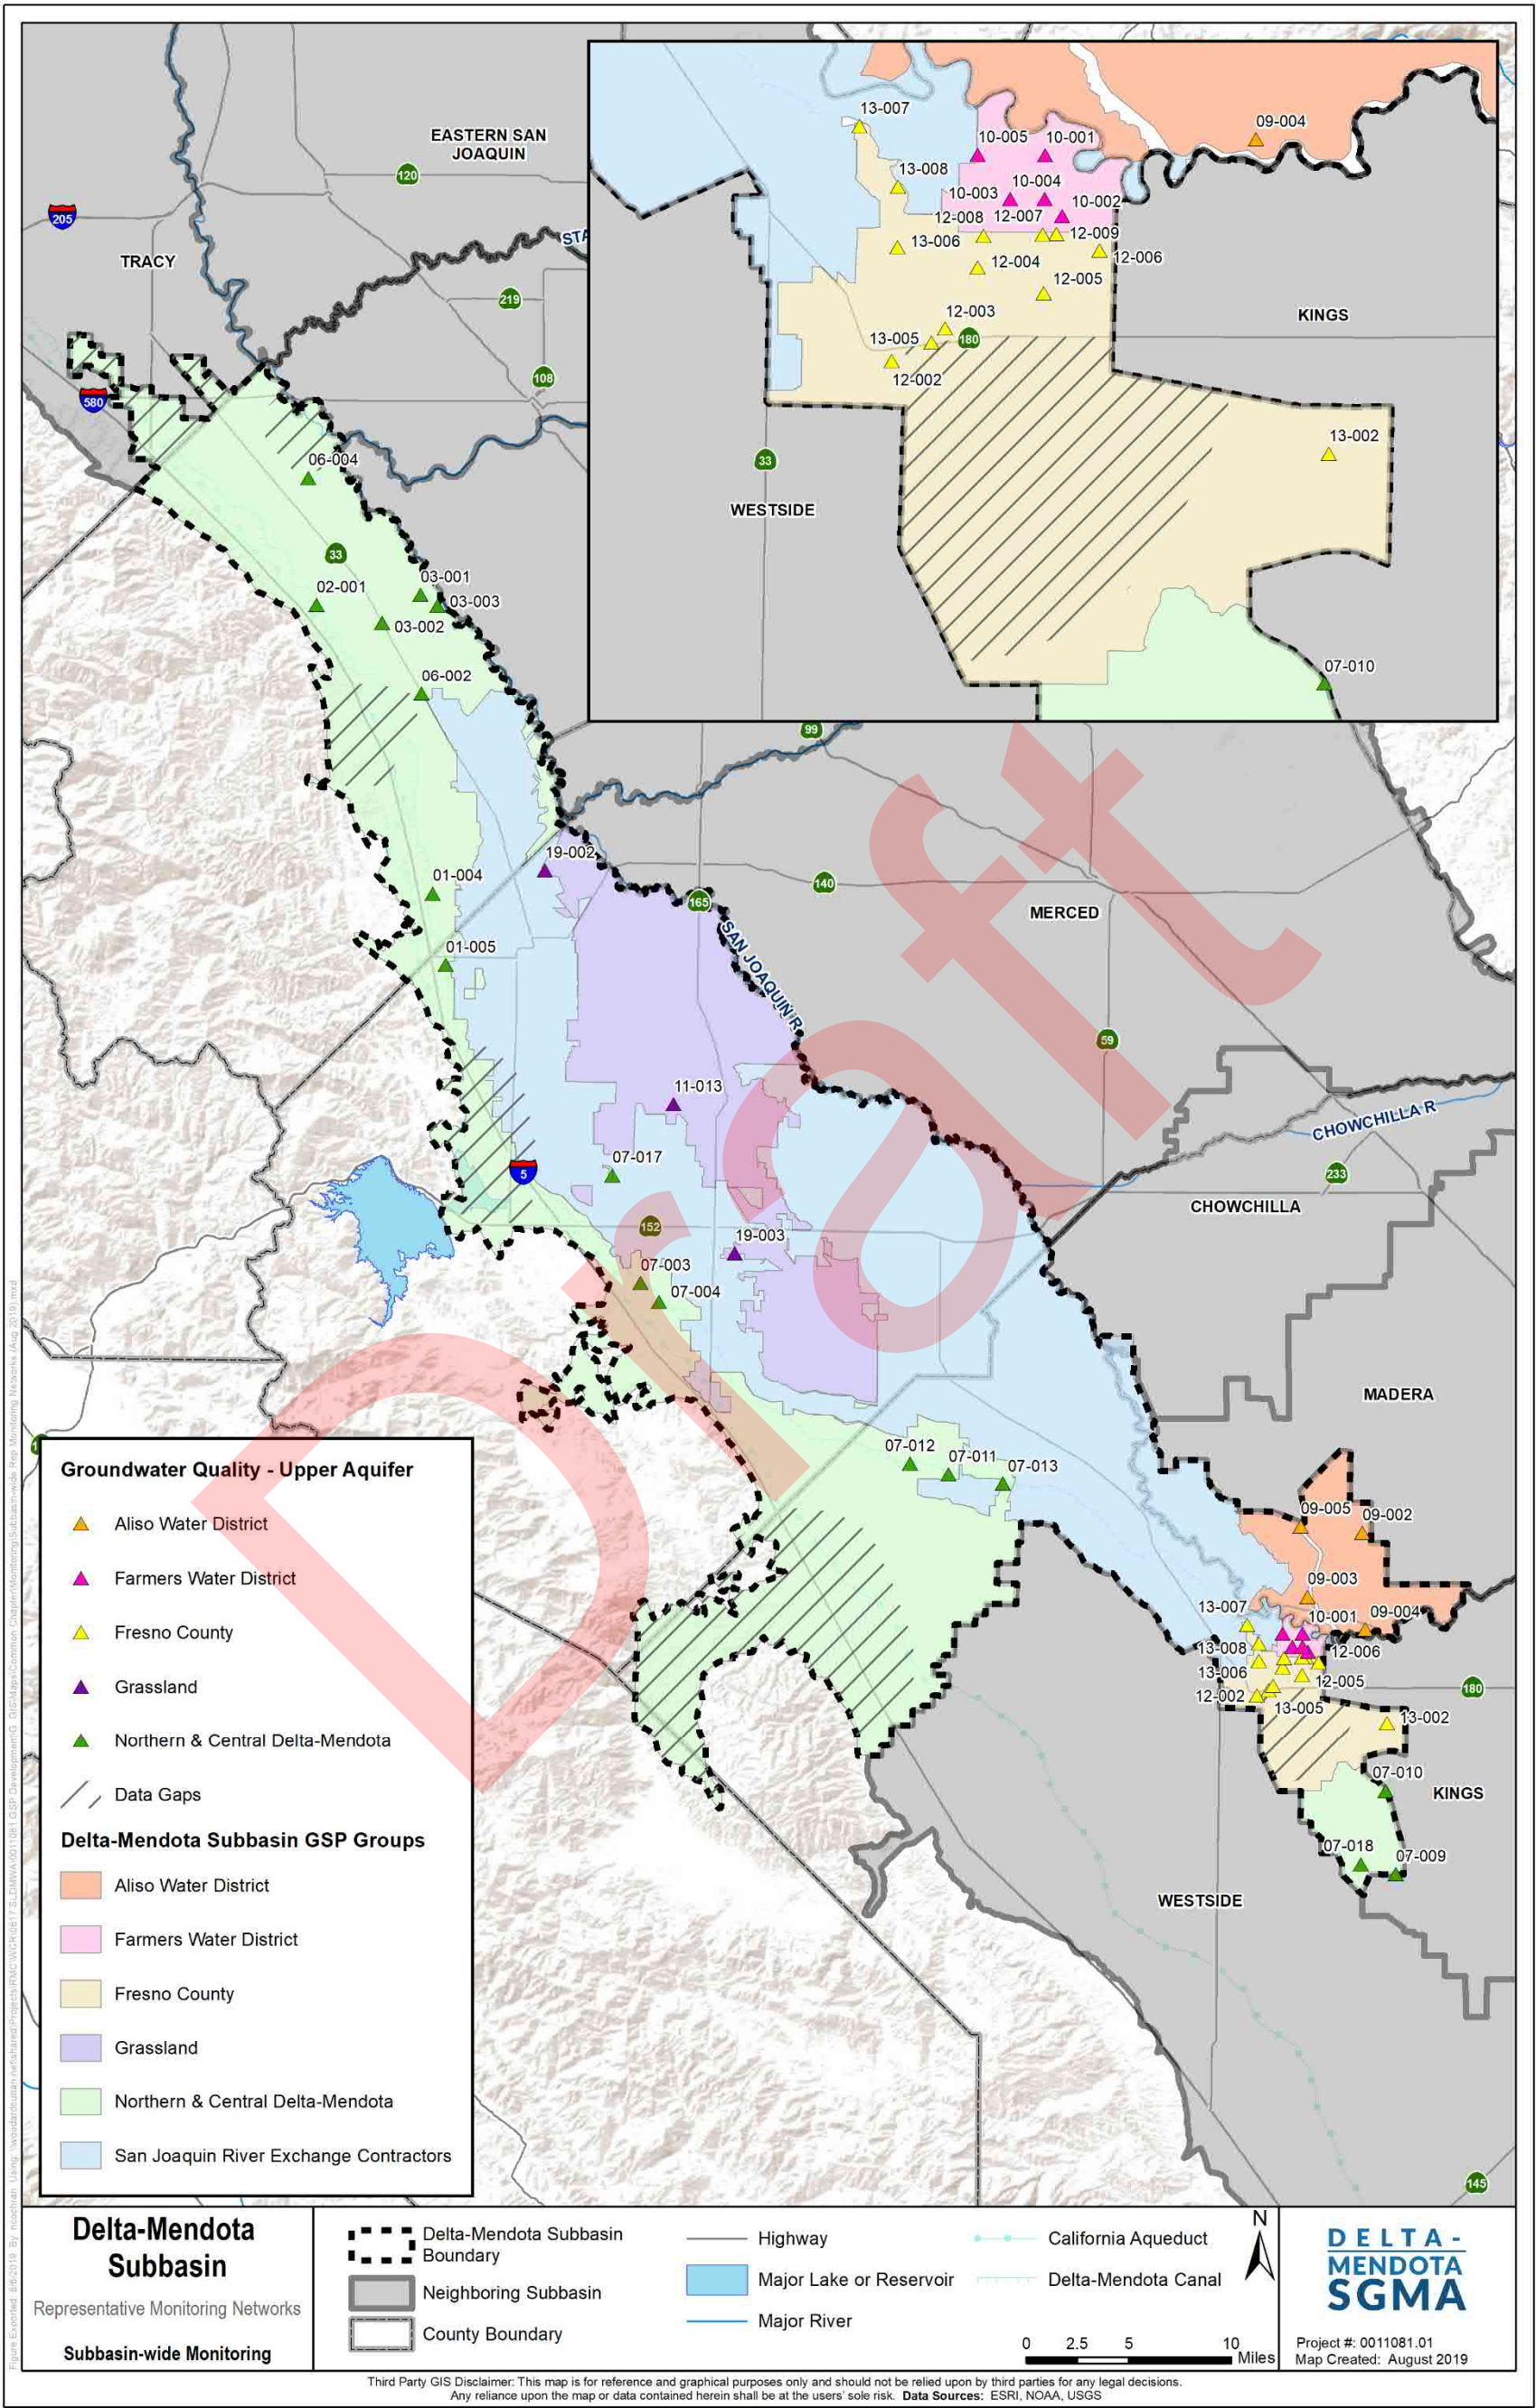 EASTERN SAN
JOAQUIN
120
205
TRACY
STA
219
108
580
13-007
10-005
10-001
09-004
13-008
10-004
10-003
10-002
12-008
12-007
12-009
13-006
12-006
12-004
12-005
12-003
KINGS
13-005
180
12-002
13-002
33
WESTSIDE
07-010
06-004
33
03-001
02-001
03-003
03-002
06-002
99
19-002
140
01-004
165
MERCED
SAN JOAQUIN R
01-005
59
11-013
CHOWCHILLA R
07-017
5
233
CHOWCHILLA
152
19-003
07-003
07-004
MADERA
07-012
07-011
07-013
09-005
09-002
09-003
13-007
10-001
09-004
13-008
12-006
13-006
12-005
12-002
13-005
180
13-002
07-010
KINGS
07-018
07-009
WESTSIDE
145
Draft
Groundwater Quality - Upper Aquifer
Aliso Water District
Farmers Water District
Fresno County
Grassland
Northern & Central Delta-Mendota
Data Gaps
Delta-Mendota Subbasin GSP Groups
Aliso Water District
Farmers Water District
Fresno County
Grassland
Northern & Central Delta-Mendota
San Joaquin River Exchange Contractors
Delta-Mendota
Subbasin
Representative Monitoring Networks
Subbasin-wide Monitoring
Delta-Mendota Subbasin
Boundary
Neighboring Subbasin
County Boundary
Highway
Major Lake or Reservoir
Major River
California Aqueduct
Delta-Mendota Canal
N
0 2.5 5 10
Miles
DELTA-
MENDOTA
SGMA
Project #: 0011081.01
Map Created: August 2019
Third Party GIS Disclaimer: This map is for reference and graphical purposes only and should not be relied upon by third parties for any legal decisions.
Any reliance upon the map or data contained herein shall be at the users' sole risk. Data Sources: ESRI, NOAA, USGS